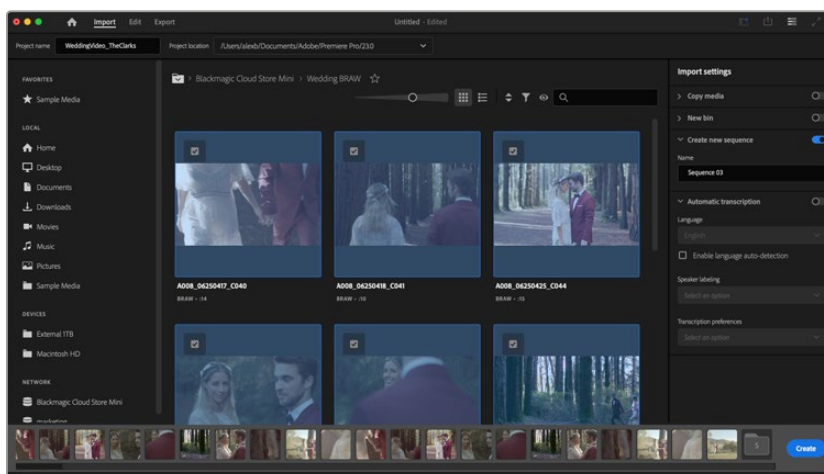 Import Edit Export Untitled - Edited
Project name WeddingVideo_TheClarks Project location /Users/alexb/Documents/Adobe/Premiere Pro/23.0
FAVORITES
Sample Media
LOCAL
Home
Desktop
Documents
Downloads
Movies
Music
Pictures
Sample Media
DEVICES
External 1TB
Macintosh HD
NETWORK
Blackmagic Cloud Store Mini
marketing
> Blackmagic Cloud Store Mini > Wedding BRAW
A008_06250417_C040
BRAW - :14
A008_06250418_C041
BRAW - :10
A008_06250425_C044
BRAW - :15
Import settings
Copy media
New bin
Create new sequence
Name
Sequence 03
Automatic transcription
Language
English
Enable language auto-detection
Speaker labeling
Select an option
Transcription preferences
Select an option
Create